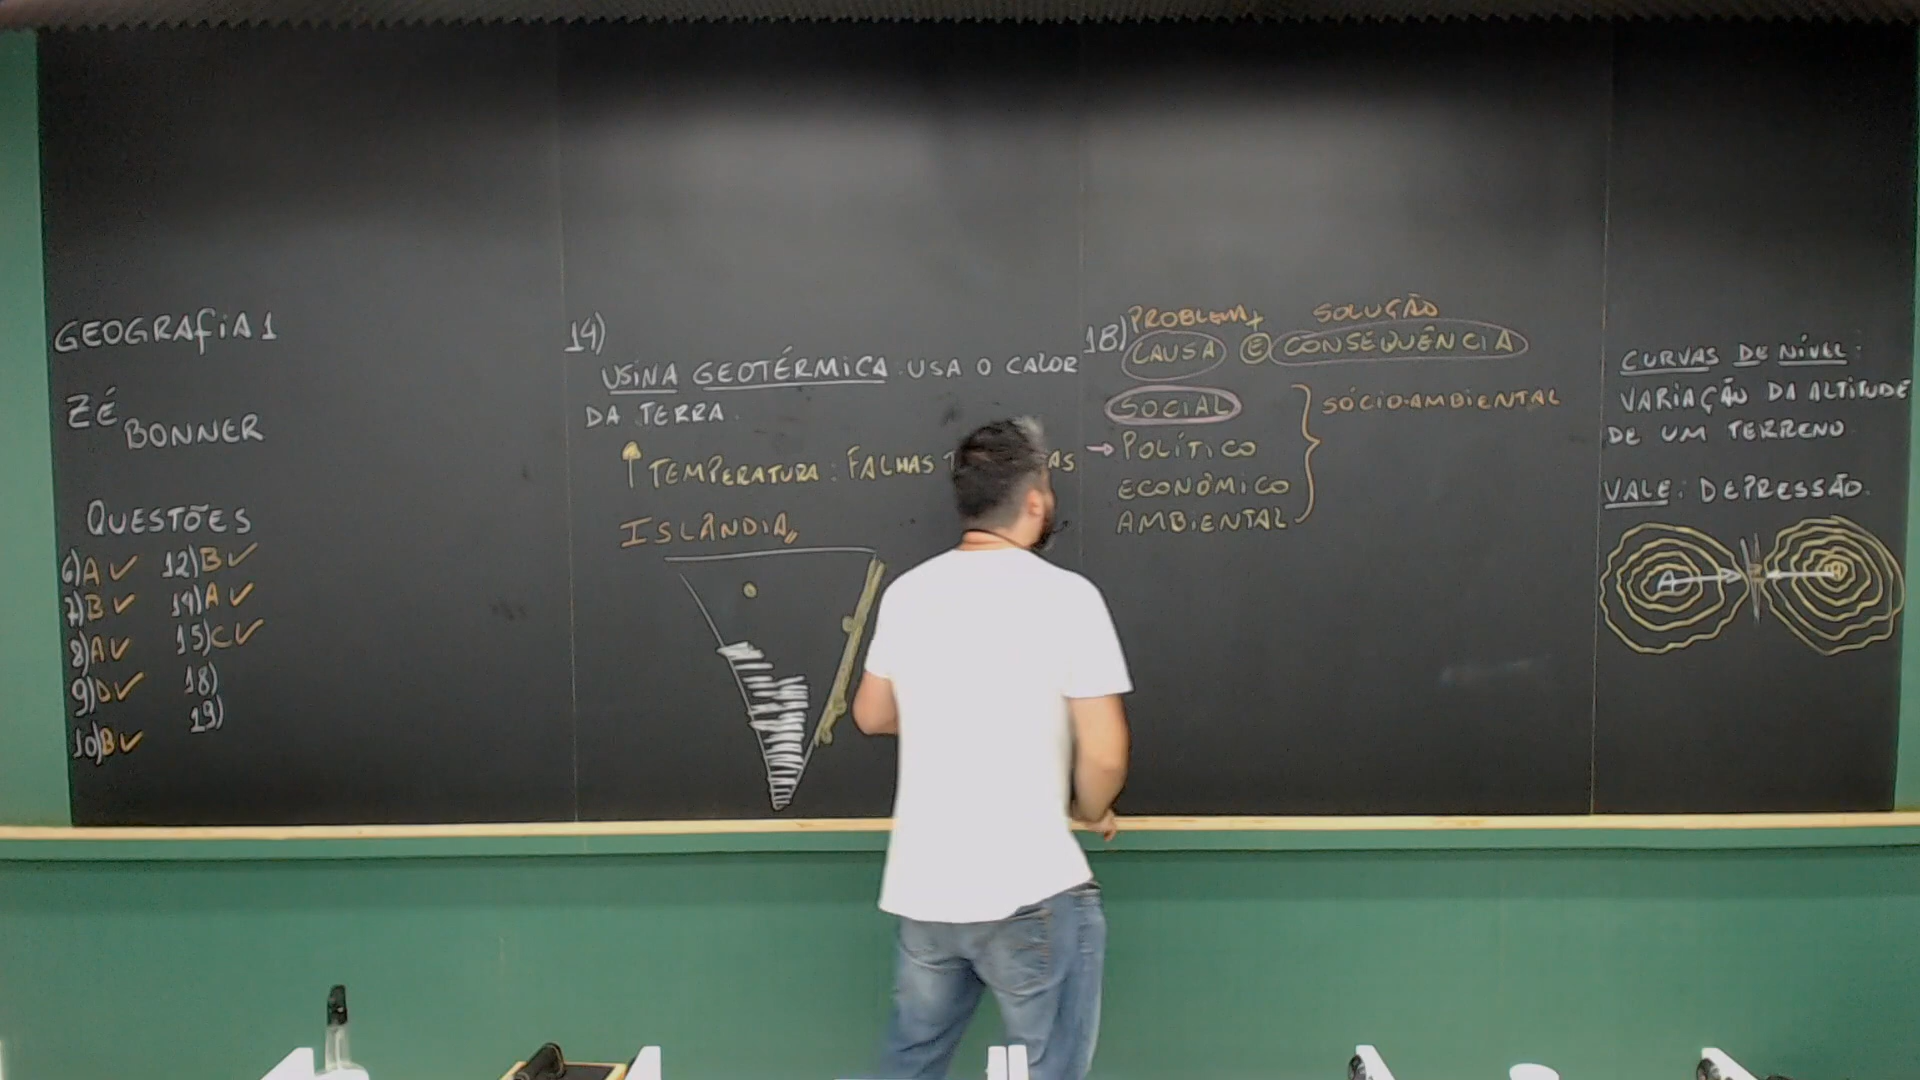 GEOGRAFIA 1
ZÉ
BONNER
QUESTÕES
6) A ✓
7) B ✓
8) A ✓
9) D ✓
10) B ✓
12) B ✓
14) A ✓
15) C ✓
18)
19)
14)
USINA GEOTÉRMICA: USA O CALOR
DA TERRA.
↑ TEMPERATURA: FALHAS
ISLÂNDIA
18) PROBLEMA + SOLUÇÃO
CAUSA E CONSEQUÊNCIA
SOCIAL
→ POLÍTICO
ECONÔMICO
AMBIENTAL
SÓCIO-AMBIENTAL
CURVAS DE NÍVEL:
VARIAÇÃO DA ALTITUDE
DE UM TERRENO
VALE: DEPRESSÃO.
A